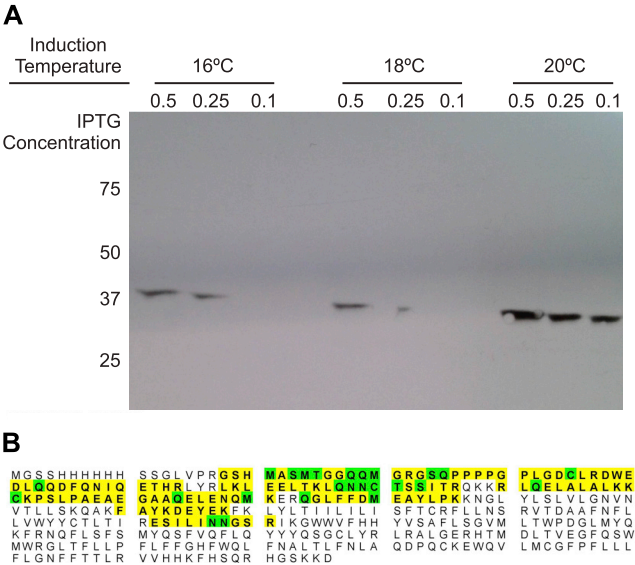 A
Induction
Temperature 16ºC 18ºC 20ºC
0.5 0.25 0.1 0.5 0.25 0.1 0.5 0.25 0.1
IPTG
Concentration
75
50
37
25
B
MGSSHHHHHH SSGLVPRGSH MASMTGGQQM GRGSQPPPPG PLGDCLRDWE
DLQQDFQNIQ ETHRLYRLKL EELTKLQNNC TSSITRQKKR LQELALALKK
CKPSLPAEAE GAAQELENQM KERQGLFFDM EAYLPKKNGL YLSLVLGNVN
VTLLSKQAKF AYKDEYEKFK LYLTIILILI SFTCRFLLNS RVTDAAFNFL
LVWYYCTLTI RESILINNGS RIKGWWVFHH YVSAFLSGVM LTWPDGLMYQ
KFRNQFLSFS MYQSFVQFLQ YYYQSGCLYR LRALGERHTM DLTVEGFQSW
MWRGLTFLLP FLFFGHFWQL FNALTLFNLA QDPQCKEWQV LMCGFPFLLL
FLGNFFTTLR VVHHKFHSQR HGSKKD